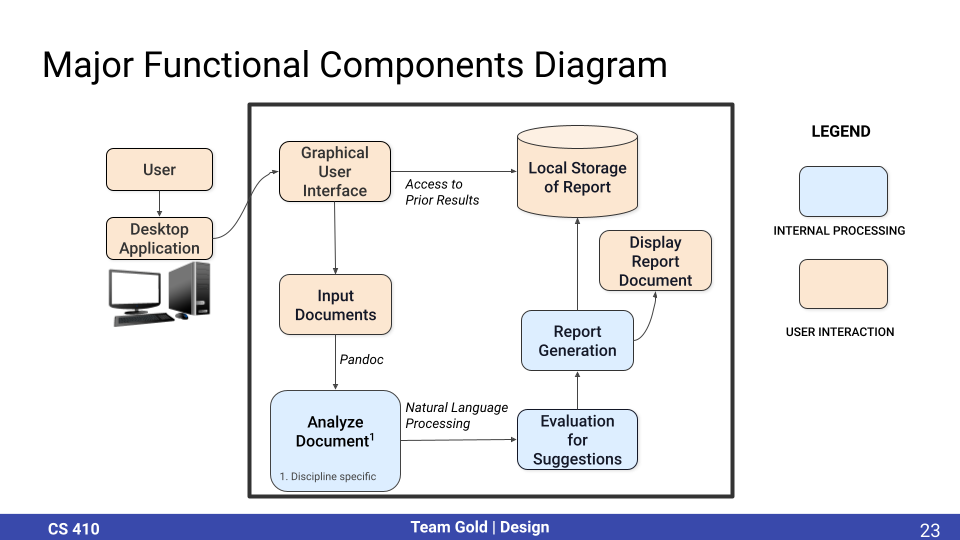 Major Functional Components Diagram
User
Desktop
Application
Graphical
User
Interface
Access to
Prior Results
Local Storage
of Report
Input
Documents
Pandoc
Analyze
Document¹
1. Discipline specific
Natural Language
Processing
Evaluation
for
Suggestions
Report
Generation
Display
Report
Document
LEGEND
INTERNAL PROCESSING
USER INTERACTION
CS 410
Team Gold | Design
23